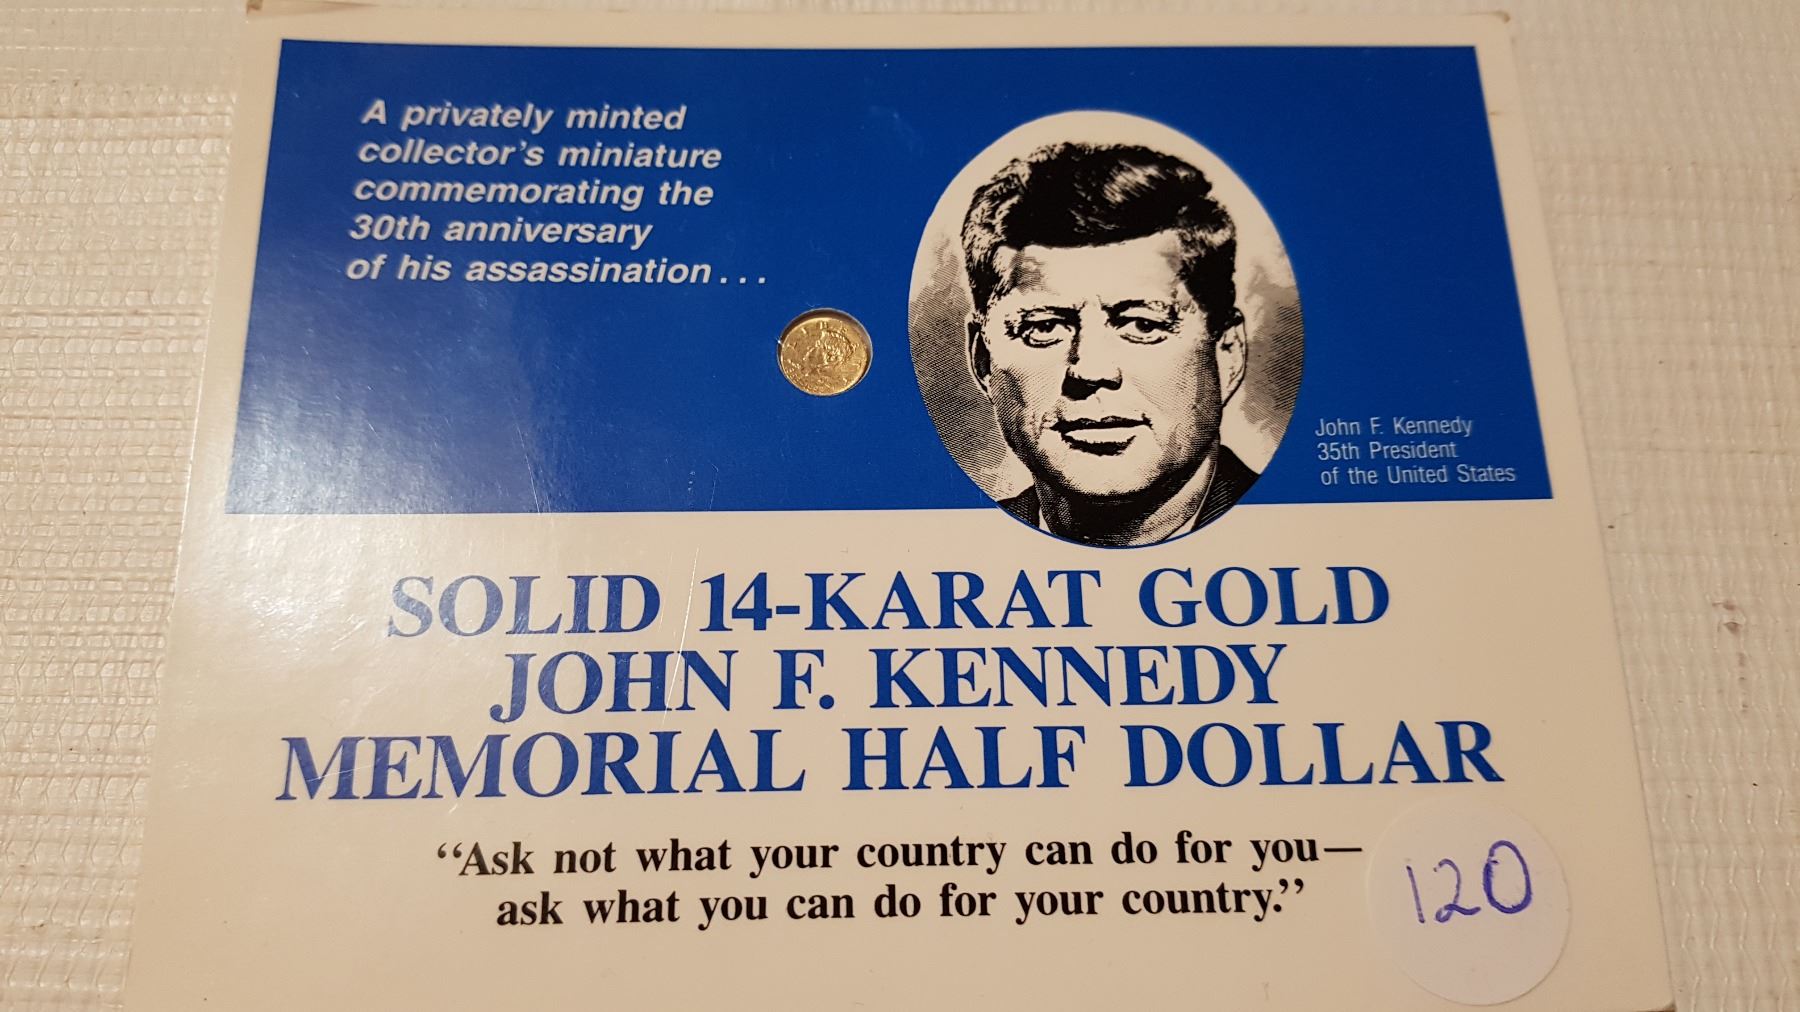 A privately minted
collector's miniature
commemorating the
30th anniversary
of his assassination...
John F. Kennedy
35th President
of the United States
SOLID 14-KARAT GOLD
JOHN F. KENNEDY
MEMORIAL HALF DOLLAR
“Ask not what your country can do for you—
ask what you can do for your country.”
120